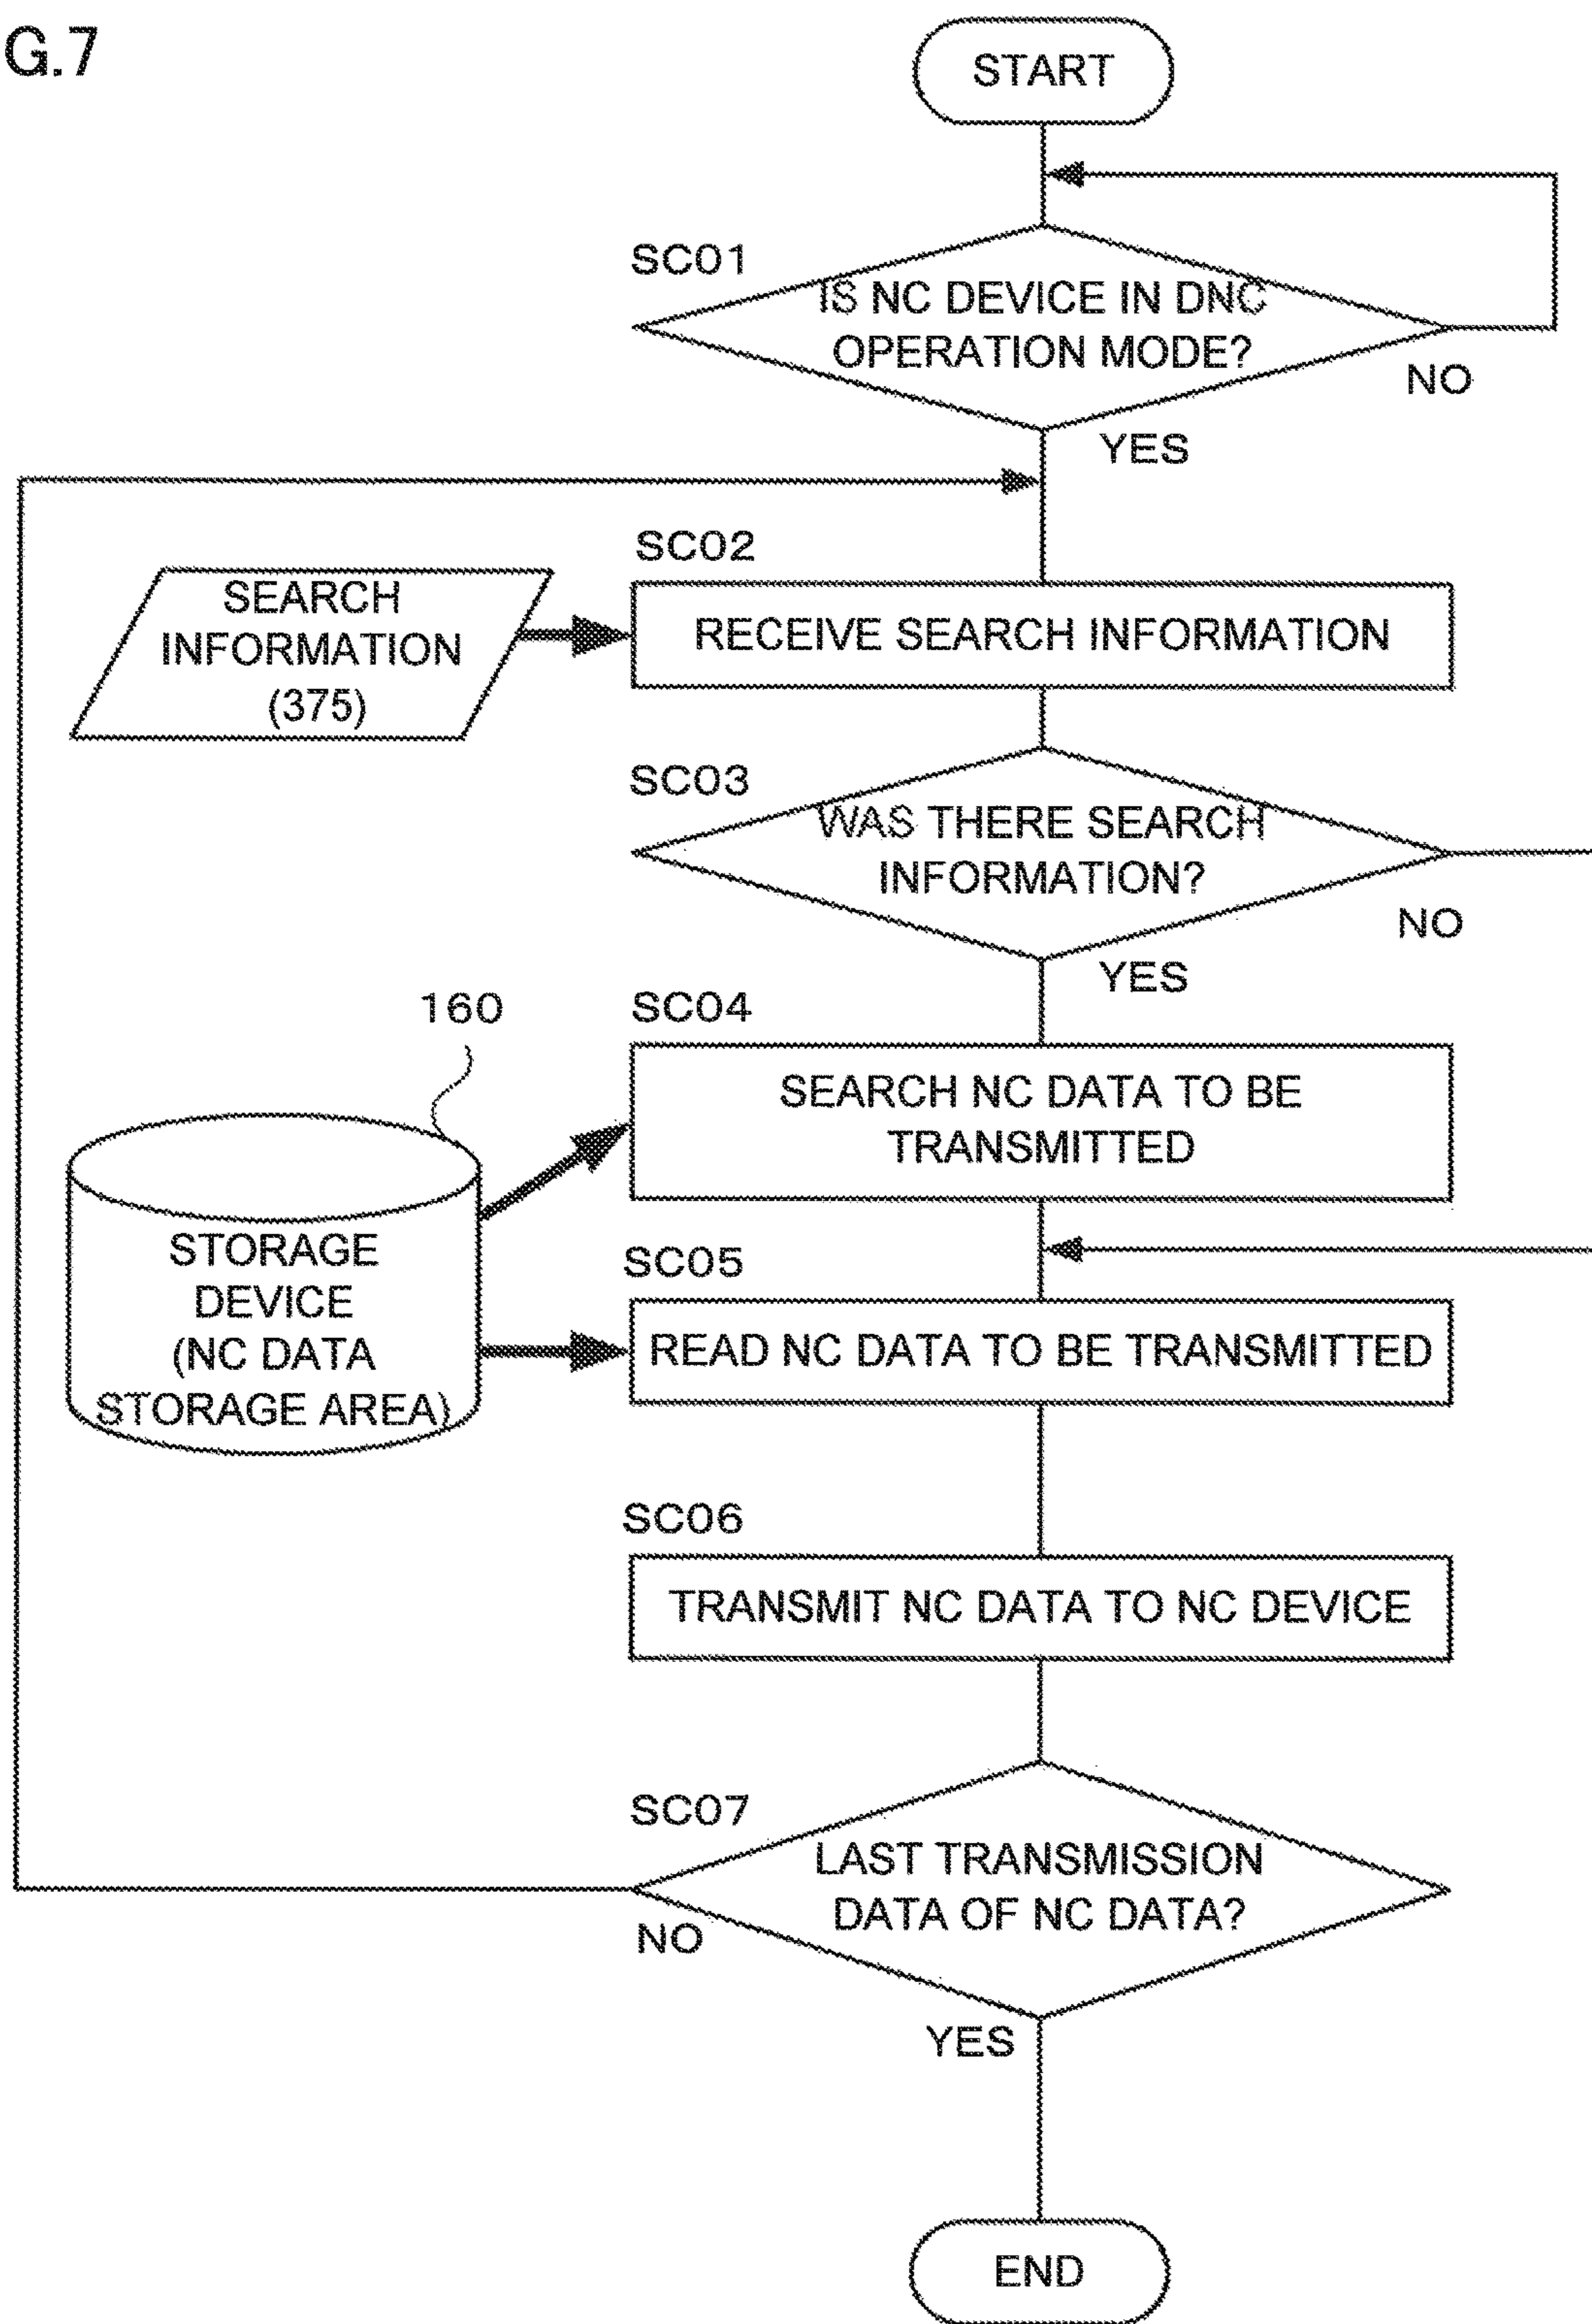 G.7
START
SC01
IS NC DEVICE IN DNC
OPERATION MODE?
NO
YES
SC02
SEARCH
INFORMATION
(375)
RECEIVE SEARCH INFORMATION
SC03
WAS THERE SEARCH
INFORMATION?
NO
YES
160
SC04
SEARCH NC DATA TO BE
TRANSMITTED
STORAGE
DEVICE
(NC DATA
STORAGE AREA)
SC05
READ NC DATA TO BE TRANSMITTED
SC06
TRANSMIT NC DATA TO NC DEVICE
SC07
LAST TRANSMISSION
DATA OF NC DATA?
NO
YES
END